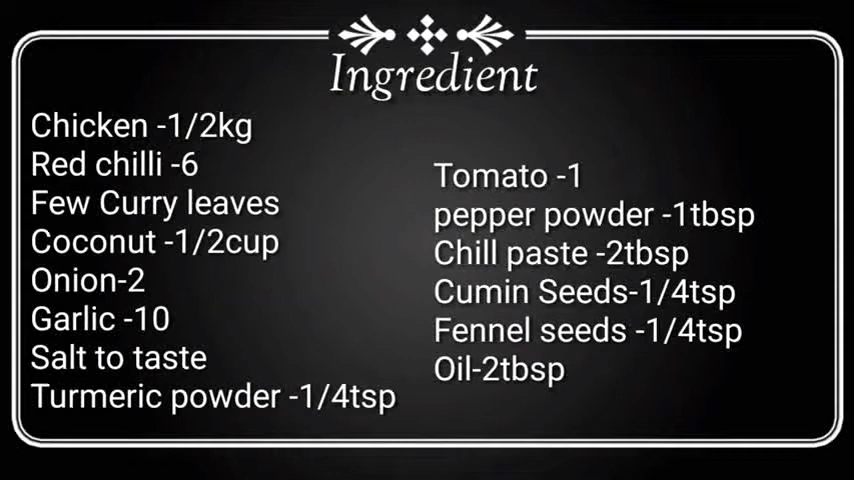 Ingredient
Chicken -1/2kg
Red chilli -6
Few Curry leaves
Coconut -1/2cup
Onion-2
Garlic -10
Salt to taste
Turmeric powder -1/4tsp
Tomato -1
pepper powder -1tbsp
Chill paste -2tbsp
Cumin Seeds-1/4tsp
Fennel seeds -1/4tsp
Oil-2tbsp